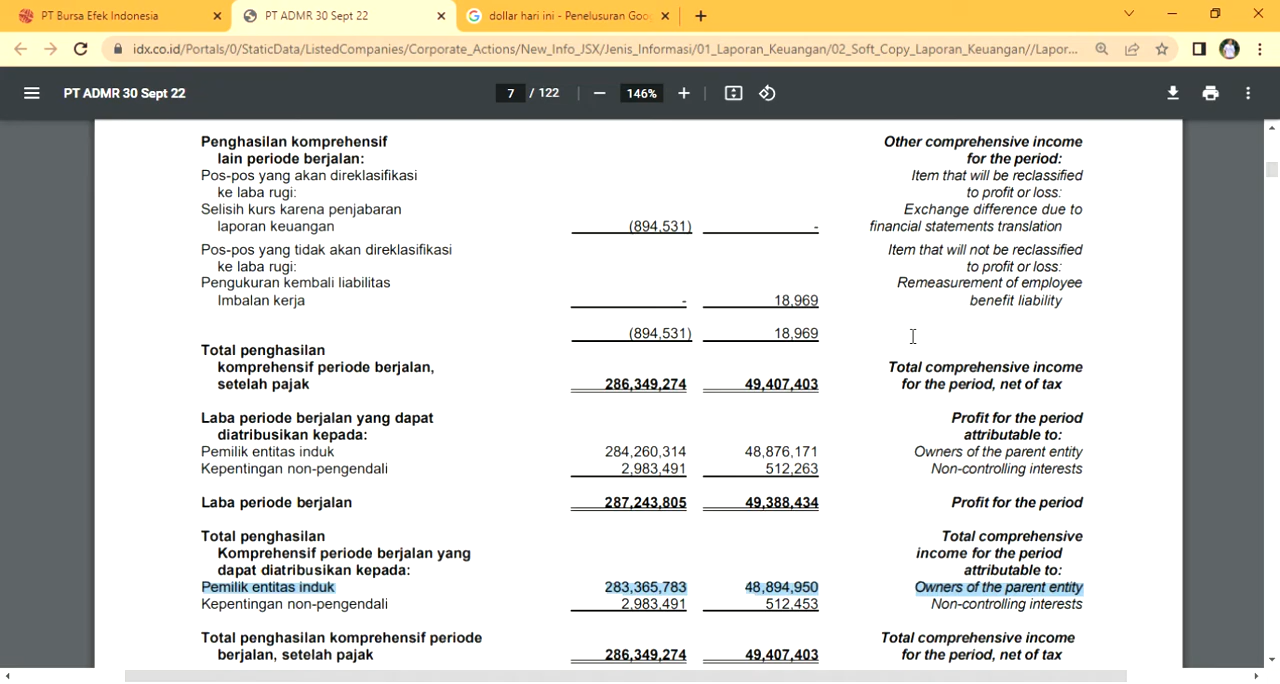 PT Bursa Efek Indonesia
PT ADMR 30 Sept 22
dollar hari ini - Penelusuran Goo
idx.co.id/Portals/0/StaticData/ListedCompanies/Corporate_Actions/New_Info_JSX/Jenis_Informasi/01_Laporan_Keuangan/02_Soft_Copy_Laporan_Keuangan//Lapor...
PT ADMR 30 Sept 22
7 / 122
146%
Penghasilan komprehensif Other comprehensive income
lain periode berjalan: for the period:
Pos-pos yang akan direklasifikasi Item that will be reclassified
ke laba rugi: to profit or loss:
Selisih kurs karena penjabaran Exchange difference due to
laporan keuangan (894,531) - financial statements translation
Pos-pos yang tidak akan direklasifikasi Item that will not be reclassified
ke laba rugi: to profit or loss:
Pengukuran kembali liabilitas Remeasurement of employee
Imbalan kerja - 18,969 benefit liability
(894,531) 18,969
Total penghasilan
komprehensif periode berjalan, Total comprehensive income
setelah pajak 286,349,274 49,407,403 for the period, net of tax
Laba periode berjalan yang dapat Profit for the period
diatribusikan kepada: attributable to:
Pemilik entitas induk 284,260,314 48,876,171 Owners of the parent entity
Kepentingan non-pengendali 2,983,491 512,263 Non-controlling interests
Laba periode berjalan 287,243,805 49,388,434 Profit for the period
Total penghasilan Total comprehensive
Komprehensif periode berjalan yang income for the period
dapat diatribusikan kepada: attributable to:
Pemilik entitas induk 283,365,783 48,894,950 Owners of the parent entity
Kepentingan non-pengendali 2,983,491 512,453 Non-controlling interests
Total penghasilan komprehensif periode Total comprehensive income
berjalan, setelah pajak 286,349,274 49,407,403 for the period, net of tax